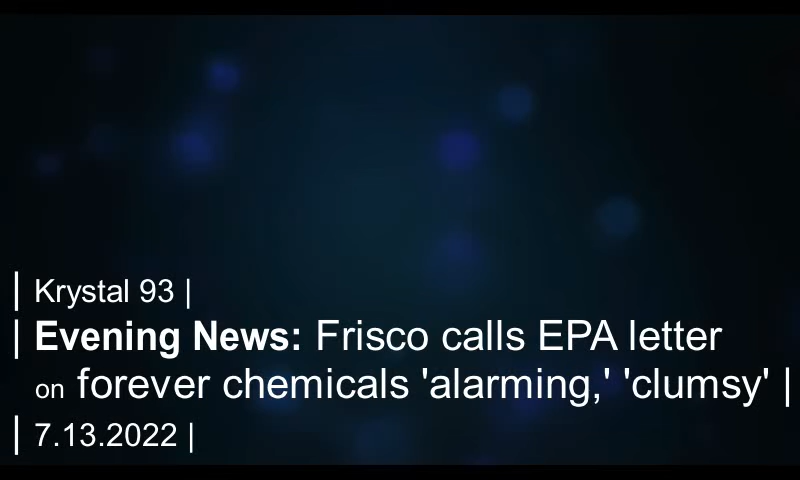 | Krystal 93 |
| Evening News: Frisco calls EPA letter
on forever chemicals 'alarming,' 'clumsy' |
| 7.13.2022 |